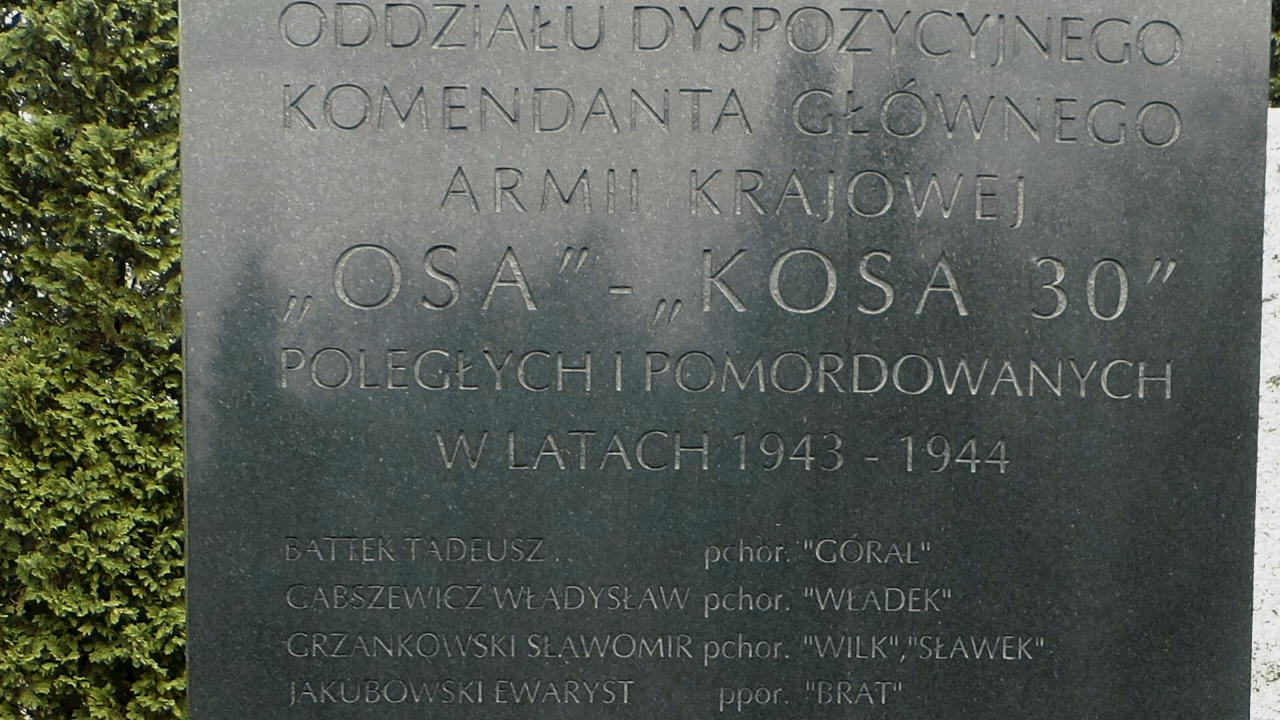 ODDZIAŁU DYSPOZYCYJNEGO
KOMENDANTA GŁÓWNEGO
ARMII KRAJOWEJ
„OSA” - „KOSA 30”
POLEGŁYCH I POMORDOWANYCH
W LATACH 1943 - 1944
BATTEK TADEUSZ pchor. "GÓRAL"
GABSZEWICZ WŁADYSŁAW pchor. "WŁADEK"
GRZANKOWSKI SŁAWOMIR pchor. "WILK","SŁAWEK"
JAKUBOWSKI EWARYST ppor. "BRAT"